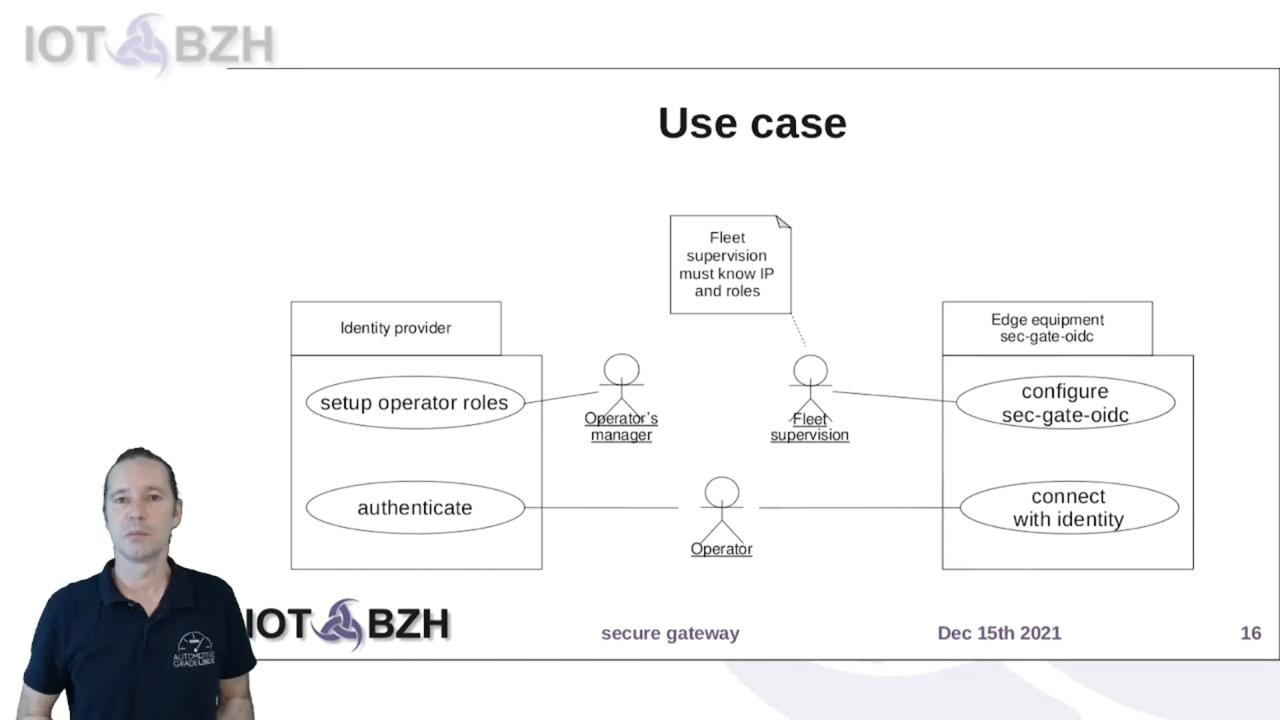 IOT BZH
Use case
Fleet
supervision
must know IP
and roles
Identity provider
Edge equipment
sec-gate-oidc
setup operator roles
Operator's
manager
Fleet
supervision
configure
sec-gate-oidc
authenticate
Operator
connect
with identity
AUTOMOTIVE
GRADELINUX
IOT BZH
secure gateway
Dec 15th 2021
16